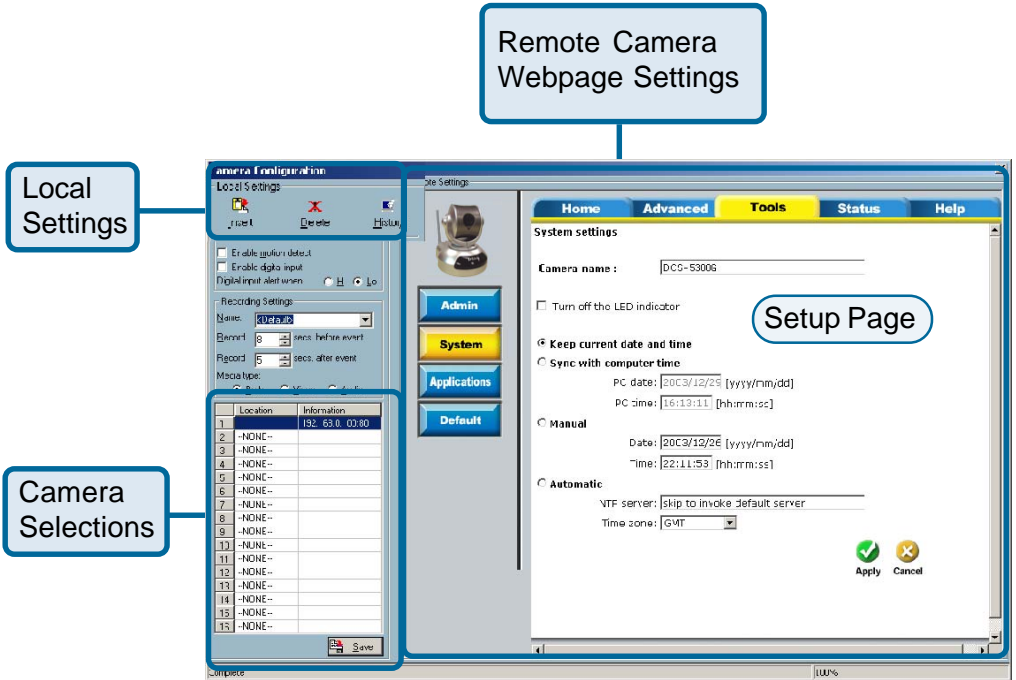 Remote Camera
Webpage Settings
Local
Settings
Camera
Selections
Setup Page
amera Configuration
Local Settings
Insert
Delete
History
Enable motion detect
Enable digital input
Digital input alert when
H
Lo
Recording Settings
Name:
<Default>
Record 8 secs. before event
Record 5 secs. after event
Media type:
Location Information
1
2 --NONE--
3 --NONE--
4 --NONE--
5 --NONE--
6 --NONE--
7 --NONE--
8 --NONE--
9 --NONE--
10 --NONE--
11 --NONE--
12 --NONE--
13 --NONE--
14 --NONE--
15 --NONE--
16 --NONE--
Save
ote Settings
Admin
System
Applications
Default
Home Advanced Tools Status Help
System settings
Camera name : DCS-5300G
Turn off the LED indicator
Keep current date and time
Sync with computer time
PC date: 2003/12/29 [yyyy/mm/dd]
PC time: 16:13:11 [hh:mm:ss]
Manual
Date: 2003/12/26 [yyyy/mm/dd]
Time: 22:11:53 [hh:mm:ss]
Automatic
NTP server: skip to invoke default server
Time zone: GMT
Apply Cancel
Complete
100%